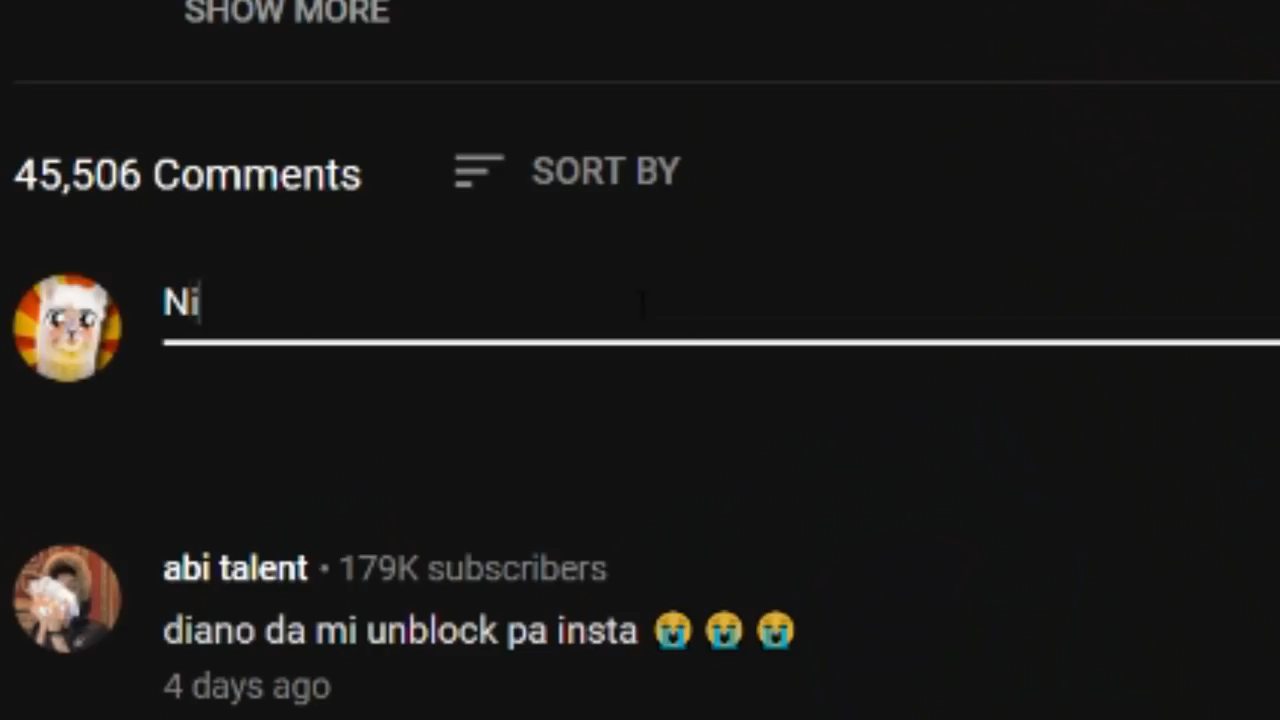 SHOW MORE
45,506 Comments
SORT BY
Ni
abi talent • 179K subscribers
diano da mi unblock pa insta 😭 😭 😭
4 days ago